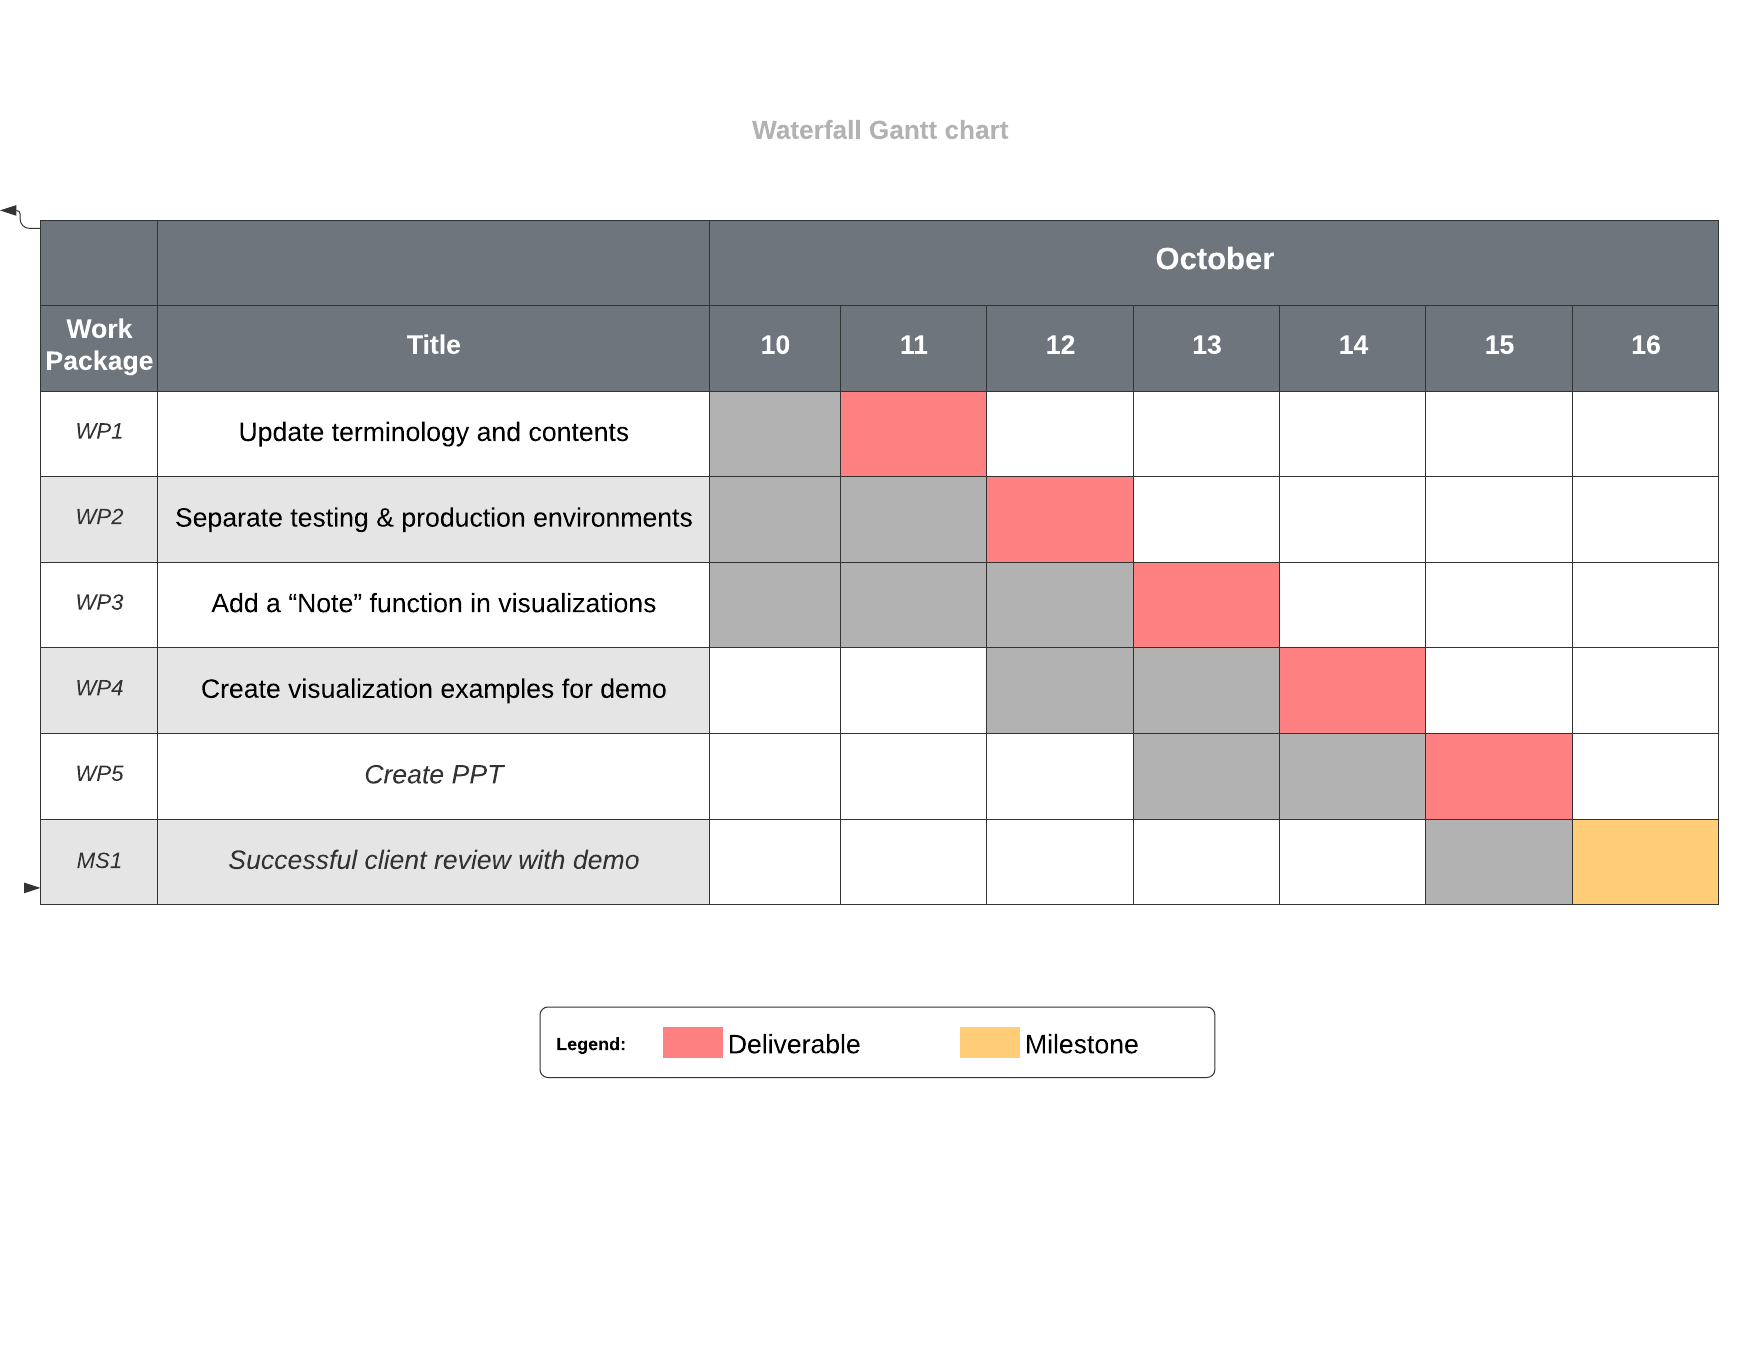 Waterfall Gantt chart
October
Work
Package
Title
10
11
12
13
14
15
16
WP1
Update terminology and contents
WP2
Separate testing & production environments
WP3
Add a “Note” function in visualizations
WP4
Create visualization examples for demo
WP5
Create PPT
MS1
Successful client review with demo
Legend:
Deliverable
Milestone